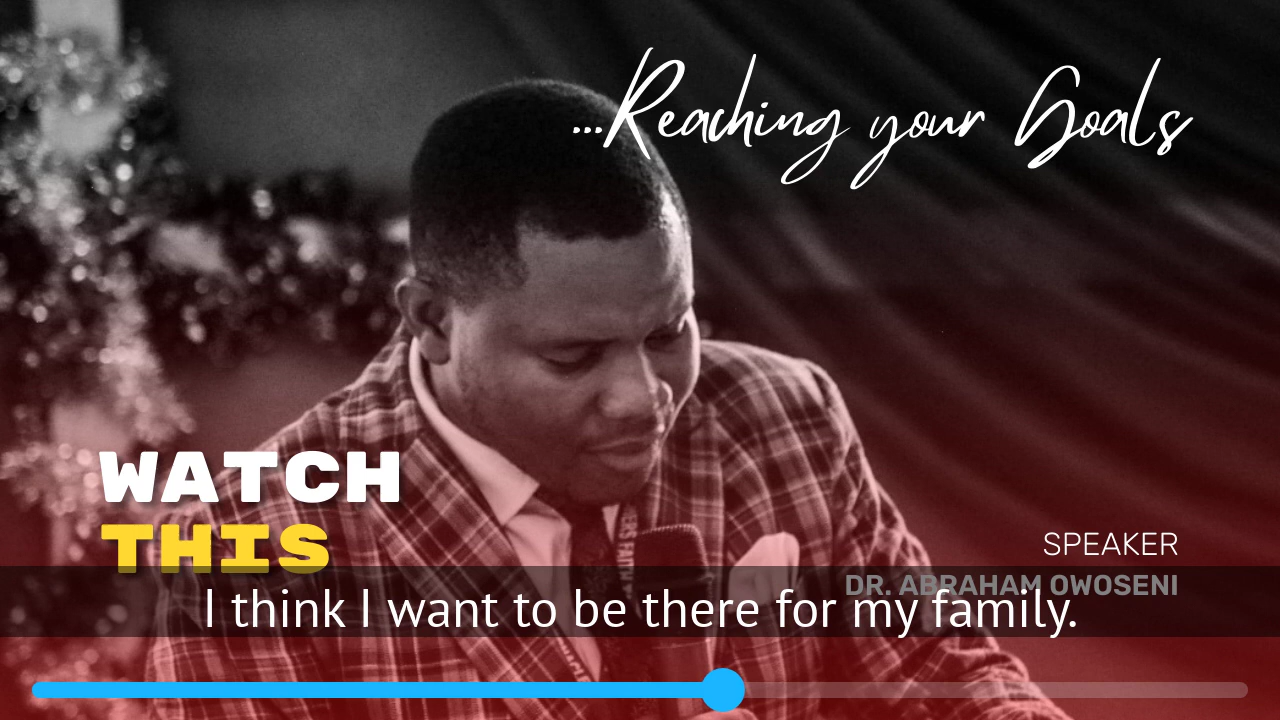 ...Reaching your Goals
WATCH
THIS
SPEAKER
DR. ABRAHAM OWOSENI
I think I want to be there for my family.